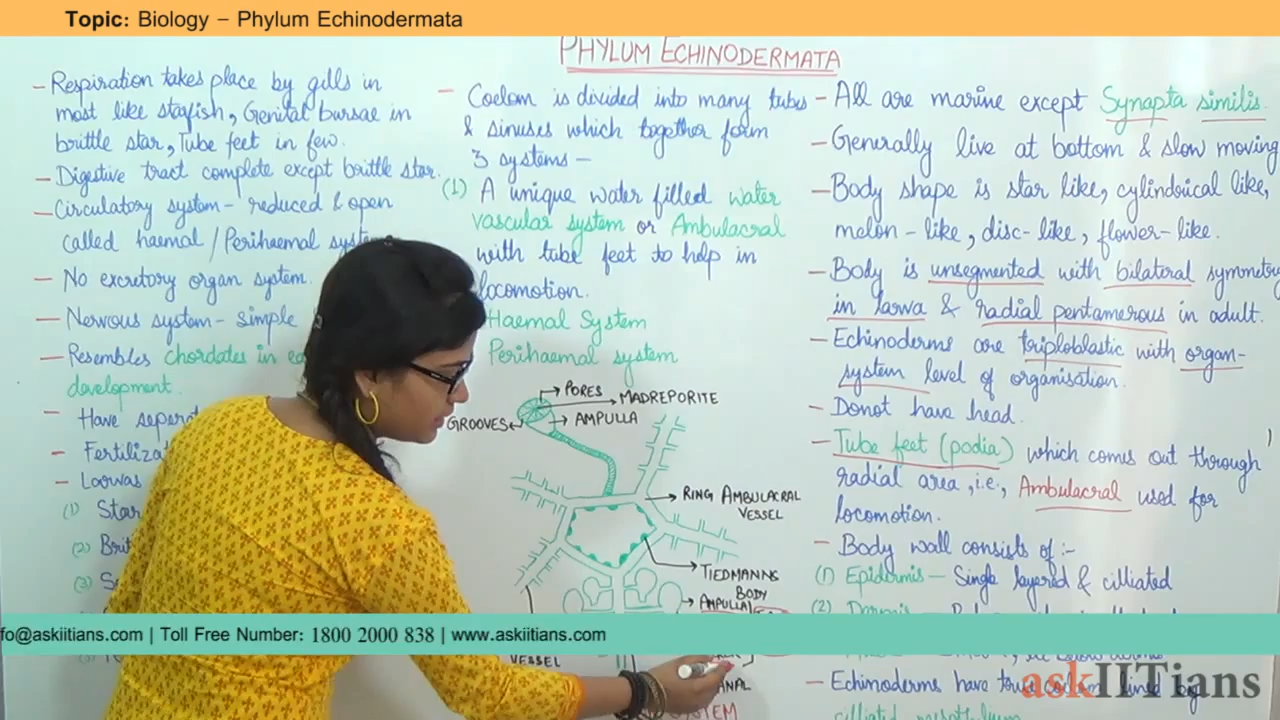 Topic: Biology – Phylum Echinodermata
PHYLUM ECHINODERMATA
– Respiration takes place by gills in
most like starfish, Genital bursae in
brittle star, Tube feet in few.
– Digestive tract complete except brittle star.
– Circulatory system– reduced & open
called haemal / Perihaemal
– No excretory organ system.
– Nervous system– simple
– Resembles chordates in
development.
– Have
–
– Larvas
(1)
(2)
(3)
– Coelom is divided into many tubes
& sinuses which together form
3 systems –
(1) A unique water filled water
vascular system or Ambulacral
with tube feet to help in
locomotion.
Haemal System
Perihaemal system
PORES
MADREPORITE
GROOVES
AMPULLA
RING AMBULACRAL
VESSEL
TIEDMANNS
BODY
AMPULLA
VESSEL
– All are marine except Synapta similis.
– Generally live at bottom & slow moving
– Body shape is star like, cylindrical like,
melon-like, disc-like, flower-like.
– Body is unsegmented with bilateral symmetry
in larva & radial pentamerous in adult.
– Echinoderms are triploblastic with organ-
system level of organisation.
– Donot have head.
– Tube feet (podia) which comes out through
radial area, i.e., Ambulacral used for
locomotion.
– Body wall consists of:-
(1) Epidermis – Single layered & cilliated
(2)
– Echinoderms have
fo@askiitians.com | Toll Free Number: 1800 2000 838 | www.askiitians.com
askIITians